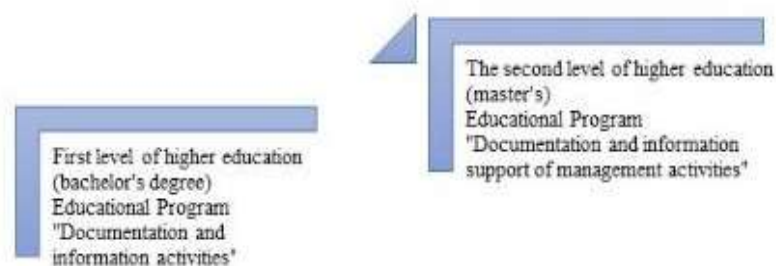 First level of higher education
(bachelor's degree)
Educational Program
"Documentation and
information activities"
The second level of higher education
(master's)
Educational Program
"Documentation and information
support of management activities"